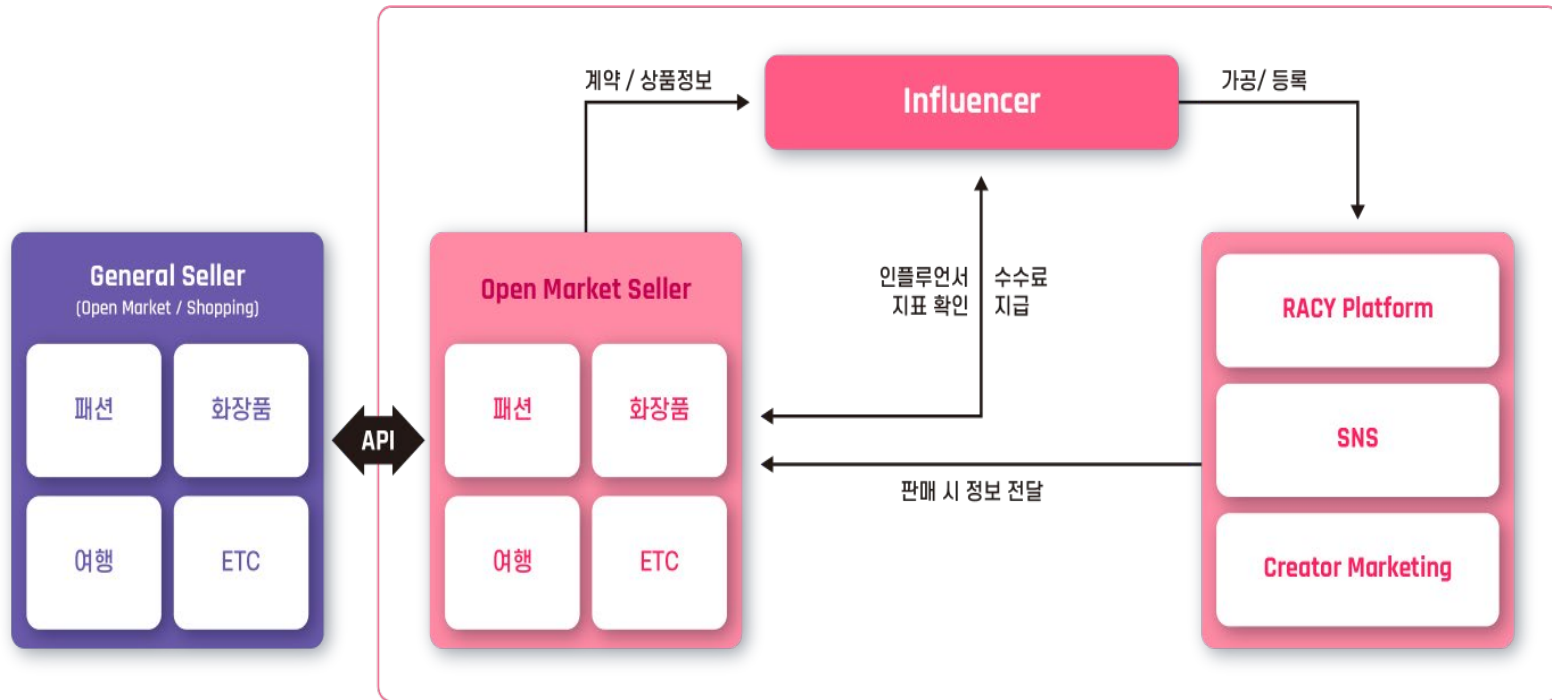 계약 / 상품정보
Influencer
가공/ 등록
General Seller
(Open Market / Shopping)
패션
화장품
여행
ETC
API
Open Market Seller
패션
화장품
여행
ETC
인플루언서
지표 확인
수수료
지급
판매 시 정보 전달
RACY Platform
SNS
Creator Marketing